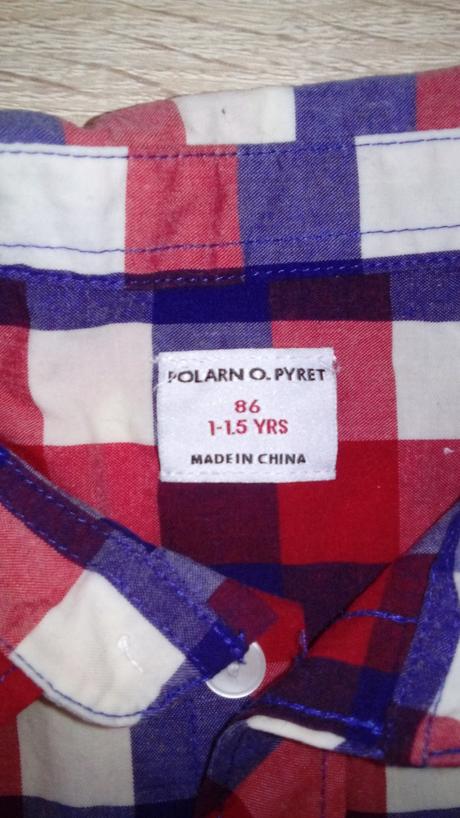 POLARN O. PYRET
86
1-1.5 YRS
MADE IN CHINA